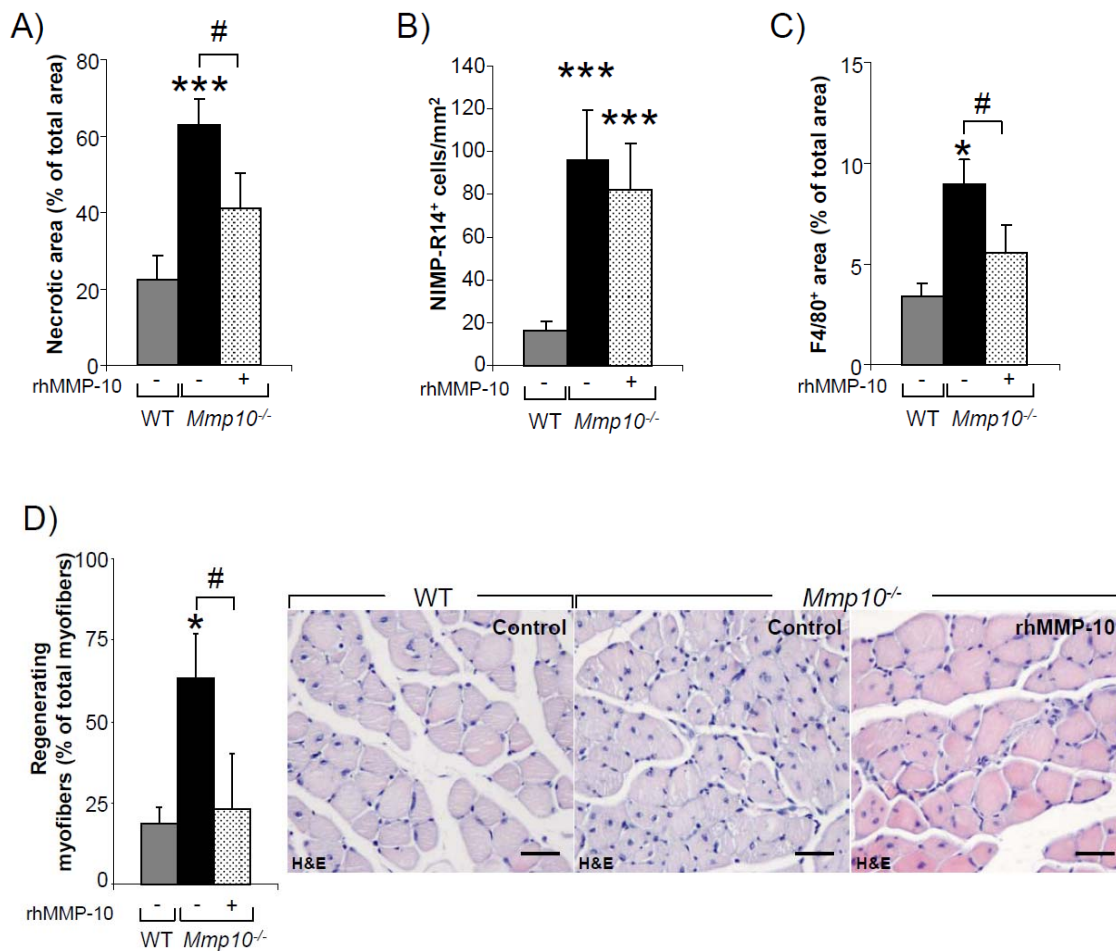 A)
Necrotic area (% of total area)
80
60
40
20
0
***
#
rhMMP-10 - - +
WT Mmp10-/-
B)
NIMP-R14+ cells/mm2
140
120
100
80
60
40
20
0
***
***
rhMMP-10 - - +
WT Mmp10-/-
C)
F4/80+ area (% of total area)
15
10
5
0
*
#
rhMMP-10 - - +
WT Mmp10-/-
D)
Regenerating
myofibers (% of total myofibers)
100
75
50
25
0
*
#
rhMMP-10 - - +
WT Mmp10-/-
WT Mmp10-/-
Control Control rhMMP-10
H&E H&E H&E